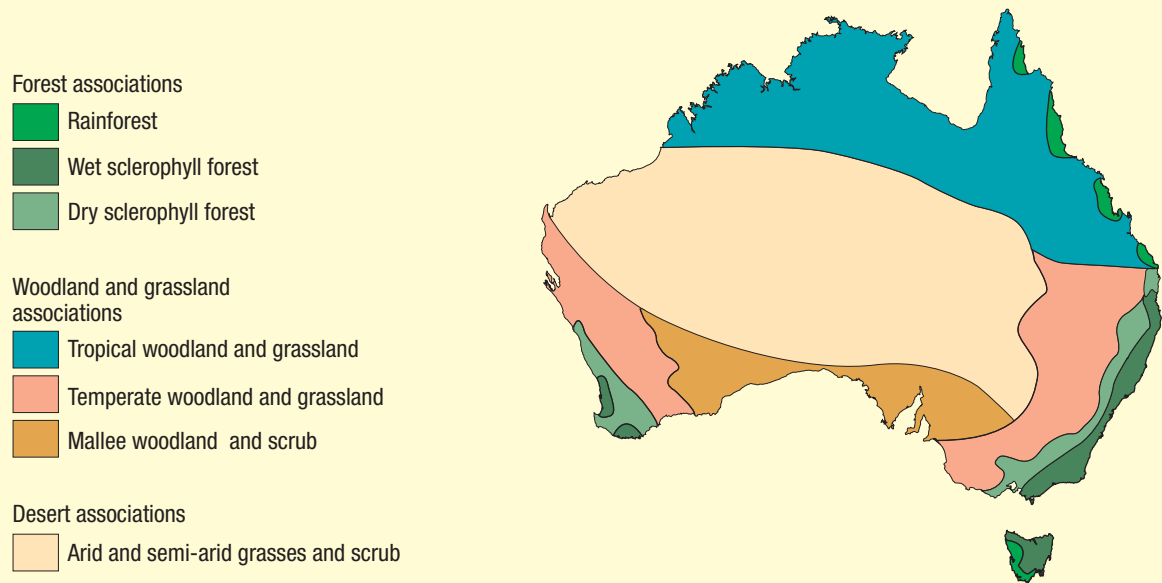 Forest associations
Rainforest
Wet sclerophyll forest
Dry sclerophyll forest
Woodland and grassland
associations
Tropical woodland and grassland
Temperate woodland and grassland
Mallee woodland and scrub
Desert associations
Arid and semi-arid grasses and scrub